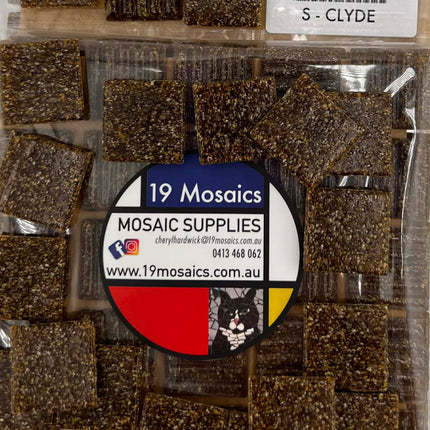 S - CLYDE
19 Mosaics
MOSAIC SUPPLIES
cherylhardwick@19mosaics.com.au
0413 468 062
www.19mosaics.com.au